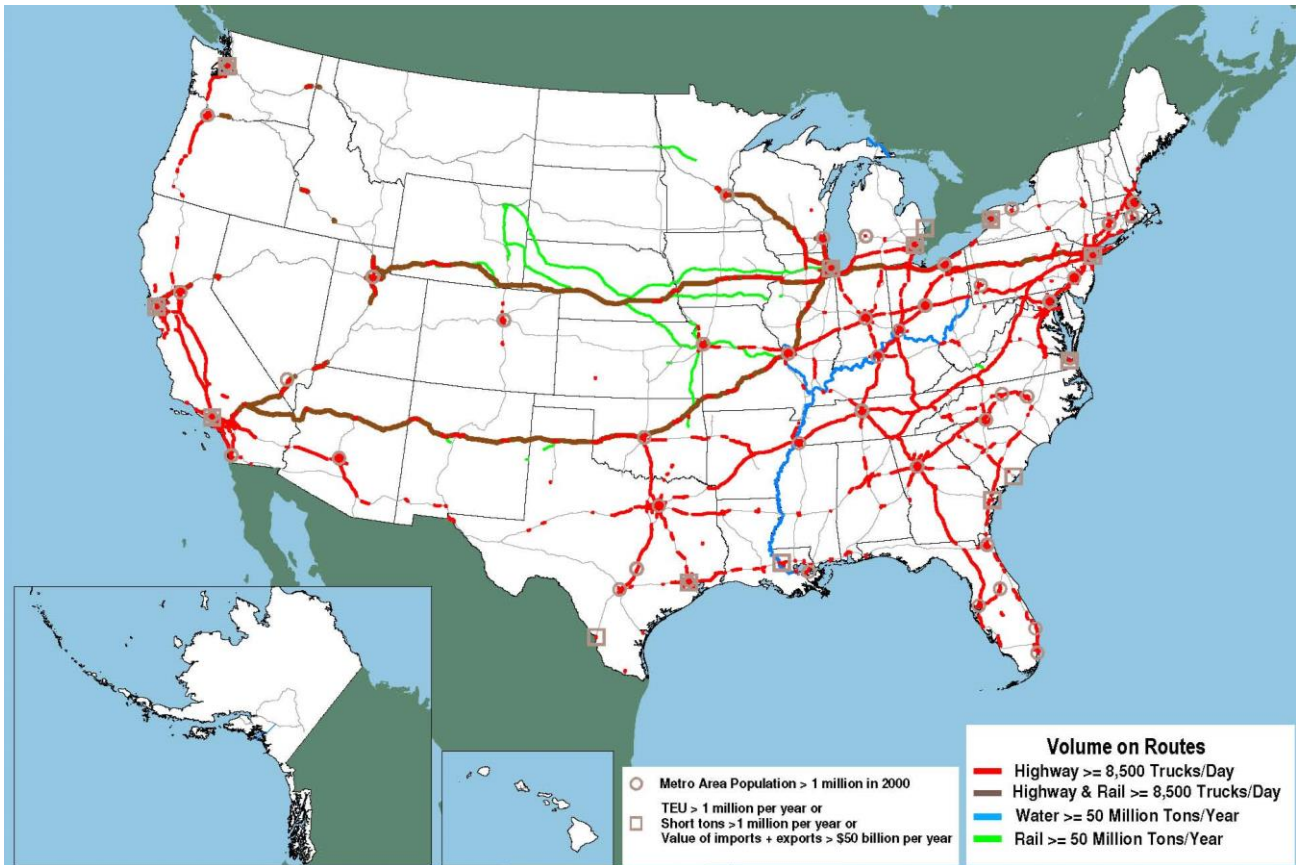 Metro Area Population > 1 million in 2000
TEU > 1 million per year or
Short tons >1 million per year or
Value of imports + exports > $50 billion per year
Volume on Routes
Highway >= 8,500 Trucks/Day
Highway & Rail >= 8,500 Trucks/Day
Water >= 50 Million Tons/Year
Rail >= 50 Million Tons/Year